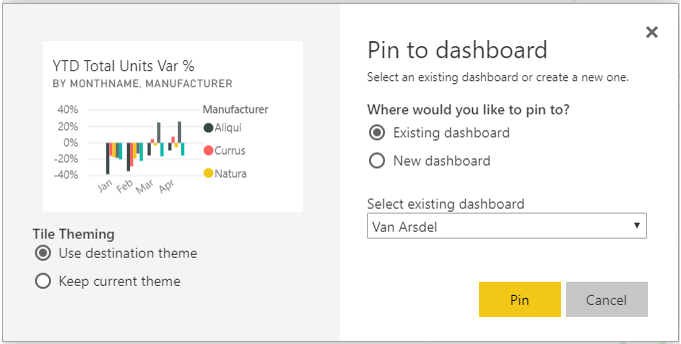 YTD Total Units Var %
BY MONTHNAME, MANUFACTURER
40%
20%
0%
-20%
-40%
Jan
Feb
Mar
Apr
Manufacturer
Aliqui
Currus
Natura
Tile Theming
Use destination theme
Keep current theme
Pin to dashboard
Select an existing dashboard or create a new one.
Where would you like to pin to?
Existing dashboard
New dashboard
Select existing dashboard
Van Arsdel
Pin
Cancel